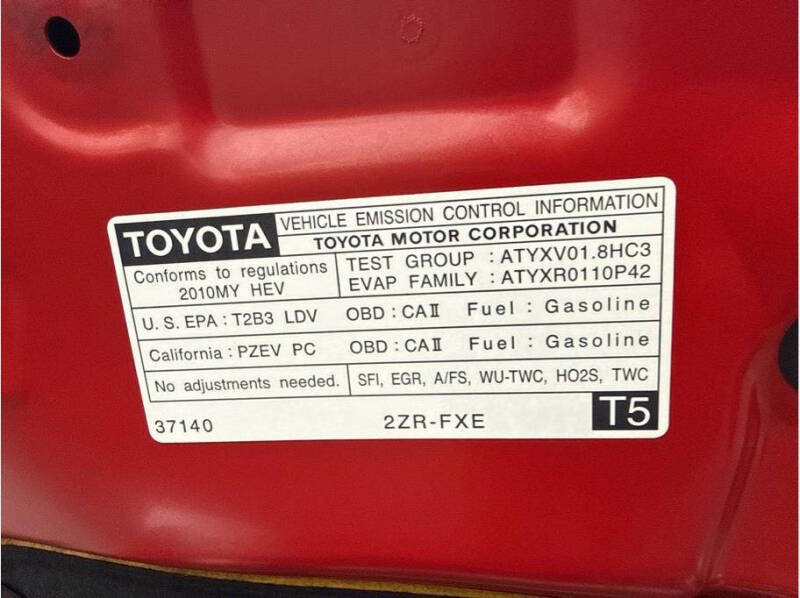 TOYOTA
VEHICLE EMISSION CONTROL INFORMATION
TOYOTA MOTOR CORPORATION
Conforms to regulations
2010MY HEV
TEST GROUP : ATYXV01.8HC3
EVAP FAMILY : ATYXR0110P42
U.S. EPA : T2B3 LDV OBD : CAⅡ Fuel : Gasoline
California : PZEV PC OBD : CAⅡ Fuel : Gasoline
No adjustments needed. SFI, EGR, A/FS, WU-TWC, HO2S, TWC
37140 2ZR-FXE T5